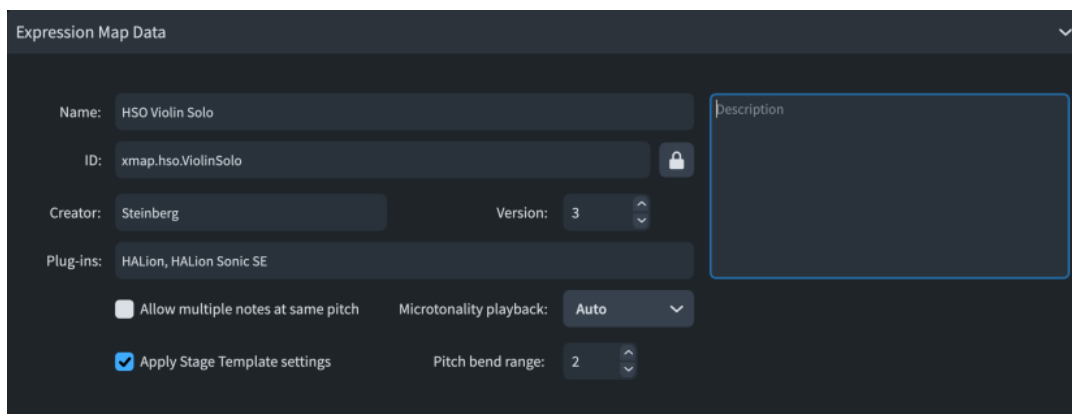 Expression Map Data
Name: HSO Violin Solo
Description
ID: xmap.hso.ViolinSolo
Creator: Steinberg Version: 3
Plug-ins: HALion, HALion Sonic SE
Allow multiple notes at same pitch Microtonality playback: Auto
Apply Stage Template settings Pitch bend range: 2